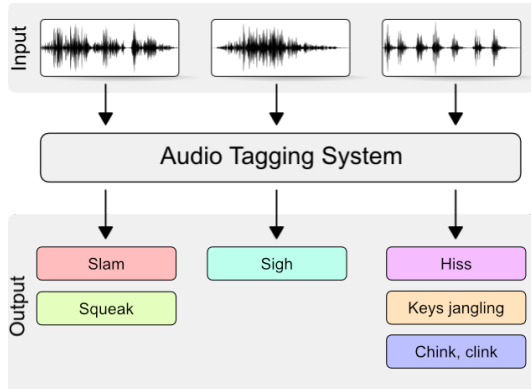 Input
Audio Tagging System
Output
Slam
Sigh
Hiss
Squeak
Keys jangling
Chink, clink